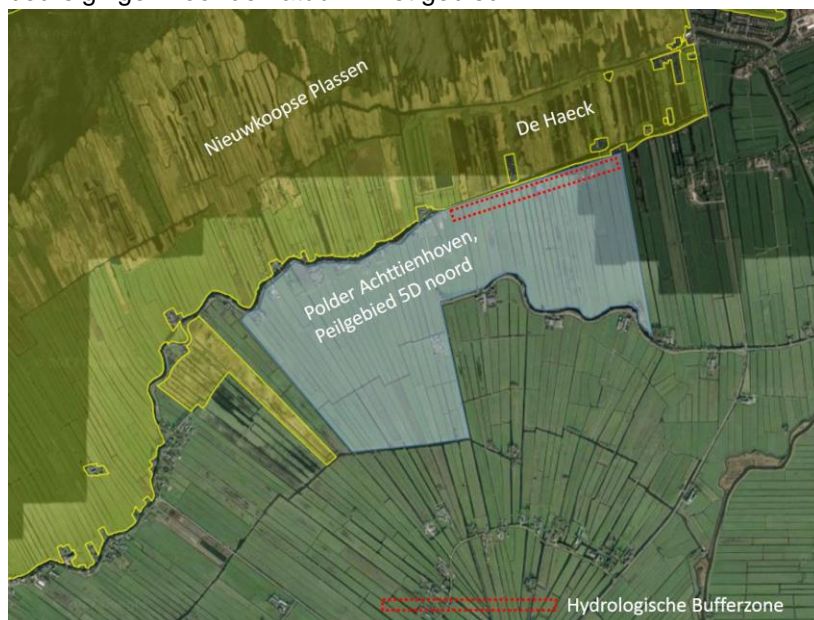 Nieuwkoopse Plassen
De Haeck
Polder Achttienhoven,
Peilgebied 5D noord
Hydrologische Bufferzone